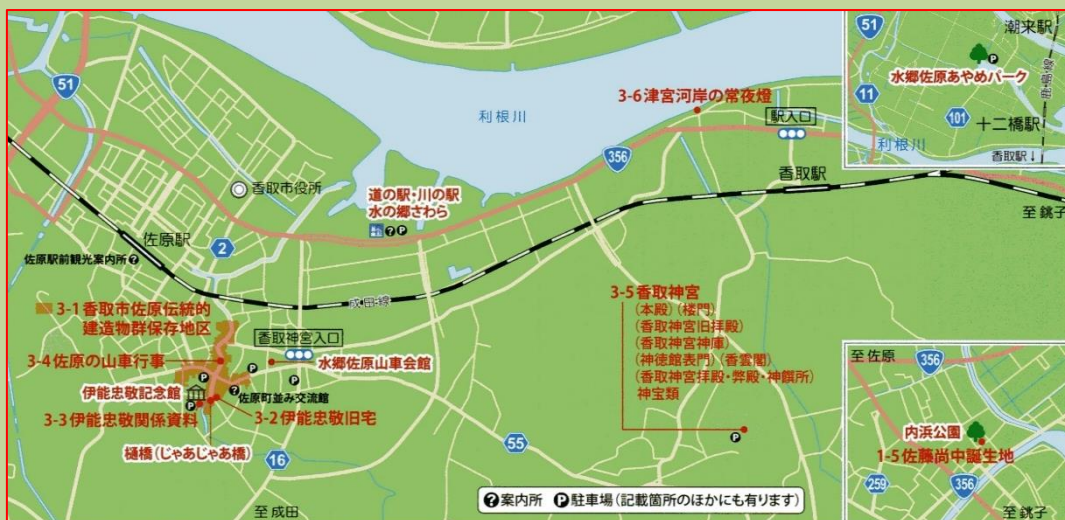 51
2
佐原駅
佐原駅前観光案内所?
香取市役所
道の駅・川の駅
水の郷さわら
? P
利根川
3-6津宮河岸の常夜燈
駅入口
356
香取駅
至 銚子
成田線
3-1香取市佐原伝統的
建造物群保存地区
3-4佐原の山車行事
香取神宮入口
水郷佐原山車会館
伊能忠敬記念館
佐原町並み交流館
3-3伊能忠敬関係資料
3-2伊能忠敬旧宅
樋橋(じゃあじゃあ橋)
16
至 成田
55
3-5香取神宮
(本殿)(楼門)
(香取神宮旧拝殿)
(香取神宮神庫)
(神徳館表門)(香雲閣)
(香取神宮拝殿・幣殿・神饌所)
神宝類
P
?案内所 P駐車場(記載箇所のほかにも有ります)
51
潮来駅
鹿島線
P
水郷佐原あやめパーク
11
101
十二橋駅
利根川
香取駅↓
至 佐原
356
内浜公園
1-5佐藤尚中誕生地
259
356
至 銚子